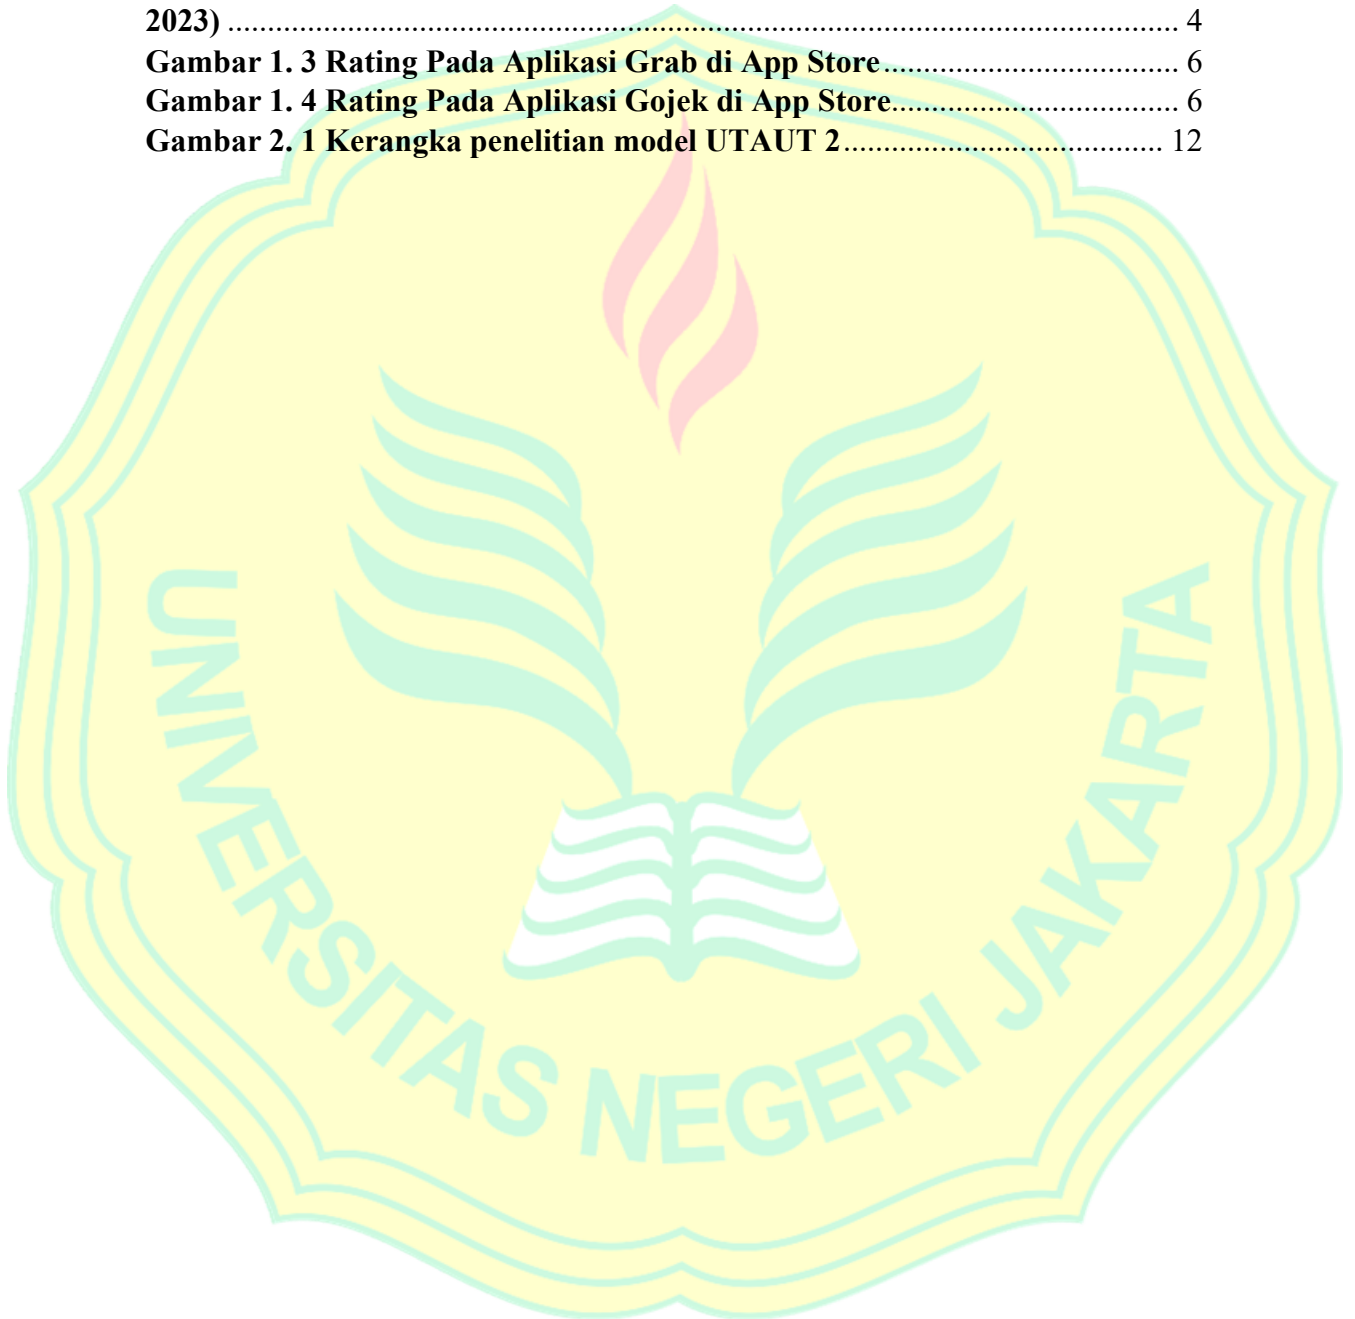 2023) ........................................................................................................................ 4
Gambar 1. 3 Rating Pada Aplikasi Grab di App Store..................................... 6
Gambar 1. 4 Rating Pada Aplikasi Gojek di App Store.................................... 6
Gambar 2. 1 Kerangka penelitian model UTAUT 2........................................ 12
UNIVERSITAS NEGERI JAKARTA